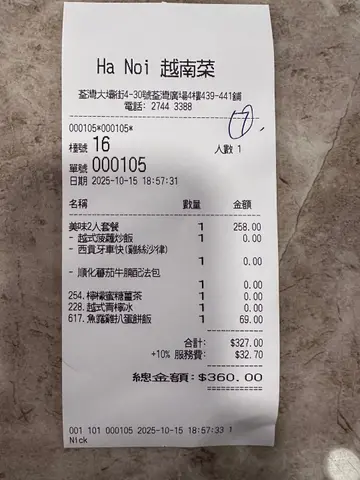 Ha Noi 越南菜
荃灣大壩街4-30號荃灣廣場4樓439-441鋪
電話: 2744 3388
7
000105*000105*
檯號 16 人數 1
單號 000105
日期 2025-10-15 18:57:31
名稱 數量 金額
美味2人套餐 1 258.00
- 越式菠蘿炒飯 1 0.00
- 西貢牙車快(雞絲沙律)
1 0.00
- 順化蕃茄牛腩配法包
1 0.00
254. 檸檬蜜糖薑茶 1 0.00
228. 越式青檸冰 1 0.00
617. 魚露雞扒蛋餅飯 1 69.00
合計: $327.00
+10% 服務費: $32.70
總金額: $360.00
001 101 000105 2025-10-15 18:57:33 1
Nick